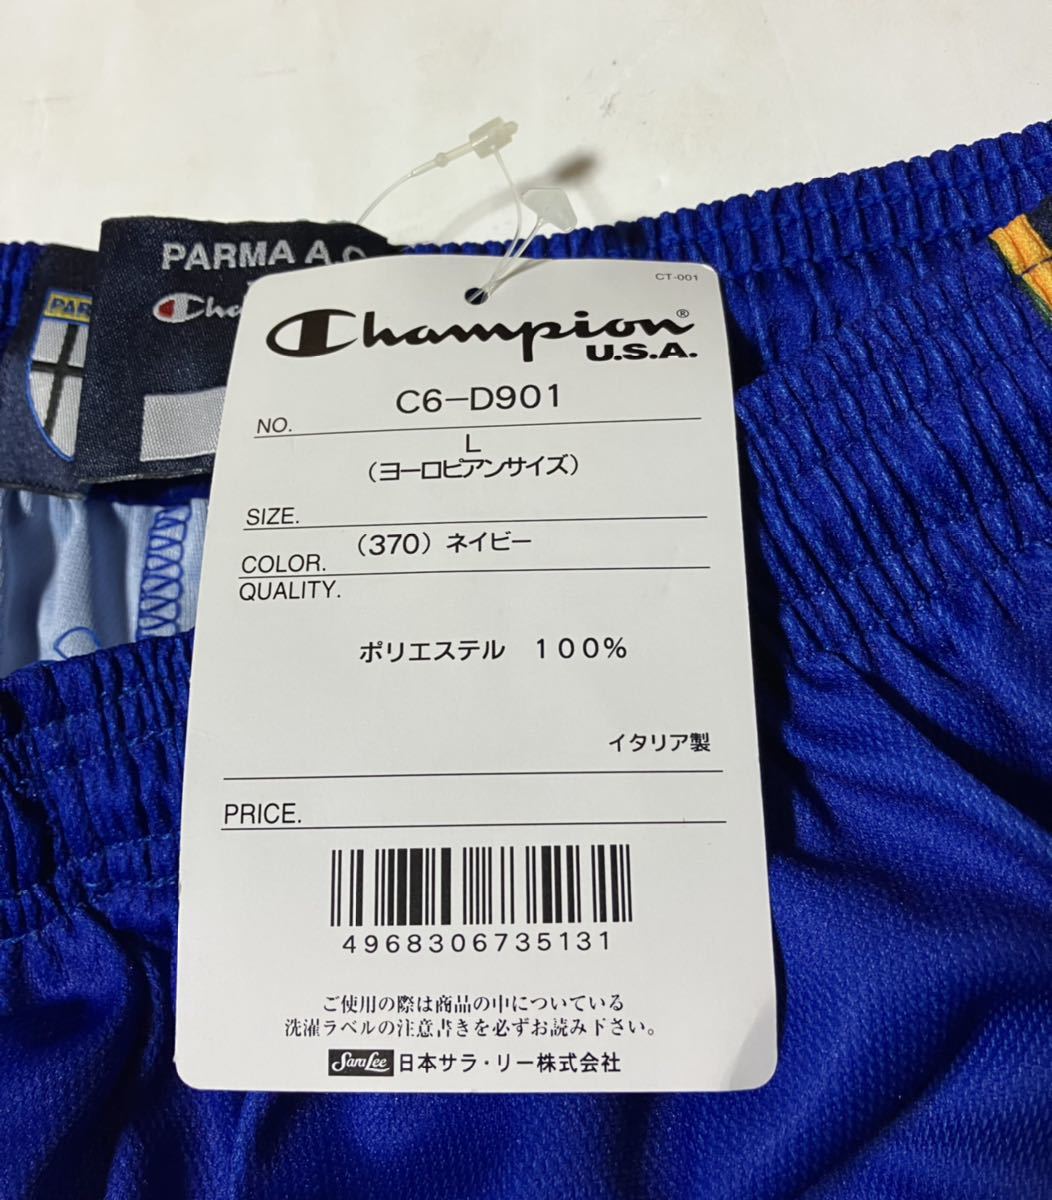 PARMA A.C
PAR
Cha
CT-001
Champion®
U.S.A.
NO. C6-D901
L
(ヨーロピアンサイズ)
SIZE.
COLOR. (370) ネイビー
QUALITY.
ポリエステル 100%
イタリア製
PRICE.
4968306735131
ご使用の際は商品の中についている
洗濯ラベルの注意書きを必ずお読み下さい。
Sara Lee 日本サラ・リー株式会社